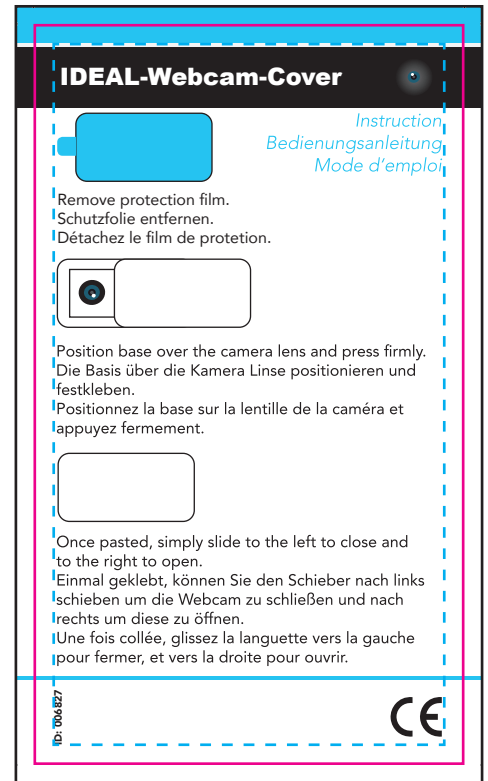 IDEAL-Webcam-Cover
Instruction
Bedienungsanleitung
Mode d'emploi
Remove protection film.
Schutzfolie entfernen.
Détachez le film de protetion.
Position base over the camera lens and press firmly.
Die Basis über die Kamera Linse positionieren und
festkleben.
Positionnez la base sur la lentille de la caméra et
appuyez fermement.
Once pasted, simply slide to the left to close and
to the right to open.
Einmal geklebt, können Sie den Schieber nach links
schieben um die Webcam zu schließen und nach
rechts um diese zu öffnen.
Une fois collée, glissez la languette vers la gauche
pour fermer, et vers la droite pour ouvrir.
ID: 006827
CE